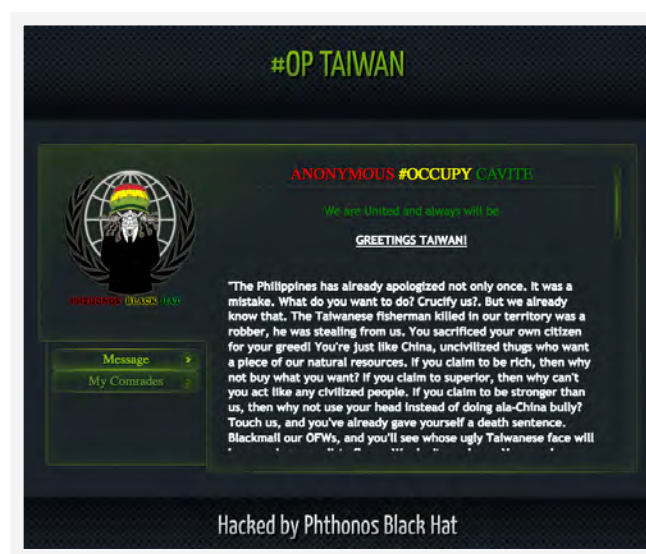 #OP TAIWAN
ANONYMOUS #OCCUPY CAVITE
We are United and always will be
GREETINGS TAIWAN!
PHTHONOS BLACK HAT
"The Philippines has already apologized not only once. It was a
mistake. What do you want to do? Crucify us?. But we already
know that. The Taiwanese fisherman killed in our territory was a
robber, he was stealing from us. You sacrificed your own citizen
for your greed! You're just like China, uncivilized thugs who want
a piece of our natural resources. If you claim to be rich, then why
not buy what you want? If you claim to superior, then why can't
you act like any civilized people. If you claim to be stronger than
us, then why not use your head instead of doing ala-China bully?
Touch us, and you've already gave yourself a death sentence.
Blackmail our OFWs, and you'll see whose ugly Taiwanese face will
Message
My Comrades
Hacked by Phthonos Black Hat